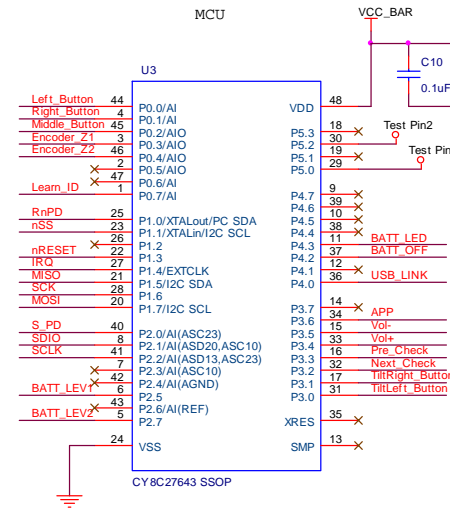 MCU
VCC_BAR
U3
C10
0.1uF
Left_Button 44 P0.0/AI VDD 48
Right_Button 4 P0.1/AI
Middle_Button 45 P0.2/AIO P5.3 18
Encoder_Z1 3 P0.3/AIO P5.2 30 Test Pin2
Encoder_Z2 46 P0.4/AIO P5.1 19
2 P0.5/AIO P5.0 29 Test Pin
47 P0.6/AI
Learn_ID 1 P0.7/AI P4.7 9
P4.6 39
RnPD 25 P1.0/XTALout/PC SDA P4.5 10
nSS 23 P1.1/XTALin/I2C SCL P4.4 38
26 P1.2 P4.3 11 BATT_LED
nRESET 22 P1.3 P4.2 37 BATT_OFF
IRQ 27 P1.4/EXTCLK P4.1 12
MISO 21 P1.5/I2C SDA P4.0 36 USB_LINK
SCK 28 P1.6
MOSI 20 P1.7/I2C SCL P3.7 14
P3.6 34 APP
S_PD 40 P2.0/AI(ASC23) P3.5 15 Vol-
SDIO 8 P2.1/AI(ASD20,ASC10) P3.4 33 Vol+
SCLK 41 P2.2/AI(ASD13,ASC23) P3.3 16 Pre_Check
7 P2.3/AI(ASC10) P3.2 32 Next_Check
42 P2.4/AI(AGND) P3.1 17 TiltRight_Button
BATT_LEV1 6 P2.5 P3.0 31 TiltLeft_Button
43 P2.6/AI(REF)
BATT_LEV2 5 P2.7 XRES 35
24 VSS SMP 13
CY8C27643 SSOP